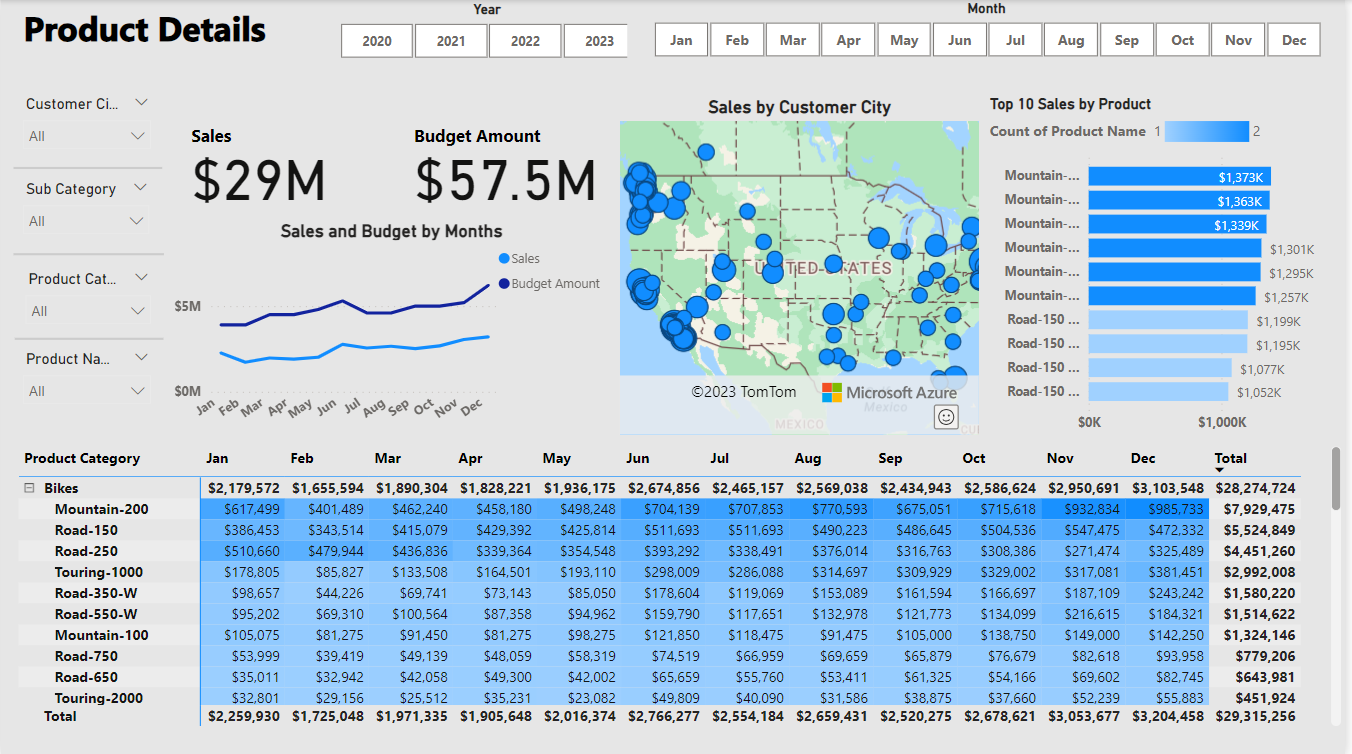 Product Details
Year
2020 2021 2022 2023
Month
Jan Feb Mar Apr May Jun Jul Aug Sep Oct Nov Dec
Customer Ci...
All
Sub Category
All
Product Cat...
All
Product Na...
All
Sales
$29M
Budget Amount
$57.5M
Sales and Budget by Months
Sales
Budget Amount
$5M
$0M
Jan Feb Mar Apr May Jun Jul Aug Sep Oct Nov Dec
Sales by Customer City
UNITED STATES
©2023 TomTom
Microsoft Azure
Mexico
MEXICO
CU
Top 10 Sales by Product
Count of Product Name 1 2
Mountain-... $1,373K
Mountain-... $1,363K
Mountain-... $1,339K
Mountain-... $1,301K
Mountain-... $1,295K
Mountain-... $1,257K
Road-150 ... $1,199K
Road-150 ... $1,195K
Road-150 ... $1,077K
Road-150 ... $1,052K
$0K $1,000K
Product Category Jan Feb Mar Apr May Jun Jul Aug Sep Oct Nov Dec Total
Bikes $2,179,572 $1,655,594 $1,890,304 $1,828,221 $1,936,175 $2,674,856 $2,465,157 $2,569,038 $2,434,943 $2,586,624 $2,950,691 $3,103,548 $28,274,724
Mountain-200 $617,499 $401,489 $462,240 $458,180 $498,248 $704,139 $707,853 $770,593 $675,051 $715,618 $932,834 $985,733 $7,929,475
Road-150 $386,453 $343,514 $415,079 $429,392 $425,814 $511,693 $511,693 $490,223 $486,645 $504,536 $547,475 $472,332 $5,524,849
Road-250 $510,660 $479,944 $436,836 $339,364 $354,548 $393,292 $338,491 $376,014 $316,763 $308,386 $271,474 $325,489 $4,451,260
Touring-1000 $178,805 $85,827 $133,508 $164,501 $193,110 $298,009 $286,088 $314,697 $309,929 $329,002 $317,081 $381,451 $2,992,008
Road-350-W $98,657 $44,226 $69,741 $73,143 $85,050 $178,604 $119,069 $153,089 $161,594 $166,697 $187,109 $243,242 $1,580,220
Road-550-W $95,202 $69,310 $100,564 $87,358 $94,962 $159,790 $117,651 $132,978 $121,773 $134,099 $216,615 $184,321 $1,514,622
Mountain-100 $105,075 $81,275 $91,450 $81,275 $98,275 $121,850 $118,475 $91,475 $105,000 $138,750 $149,000 $142,250 $1,324,146
Road-750 $53,999 $39,419 $49,139 $48,059 $58,319 $74,519 $66,959 $69,659 $65,879 $76,679 $82,618 $93,958 $779,206
Road-650 $35,011 $32,942 $42,058 $49,300 $42,002 $65,659 $55,760 $53,411 $61,325 $54,166 $69,602 $82,745 $643,981
Touring-2000 $32,801 $29,156 $25,512 $35,231 $23,082 $49,809 $40,090 $31,586 $38,875 $37,660 $52,239 $55,883 $451,924
Total $2,259,930 $1,725,048 $1,971,335 $1,905,648 $2,016,374 $2,766,277 $2,554,184 $2,659,431 $2,520,275 $2,678,621 $3,053,677 $3,204,458 $29,315,256